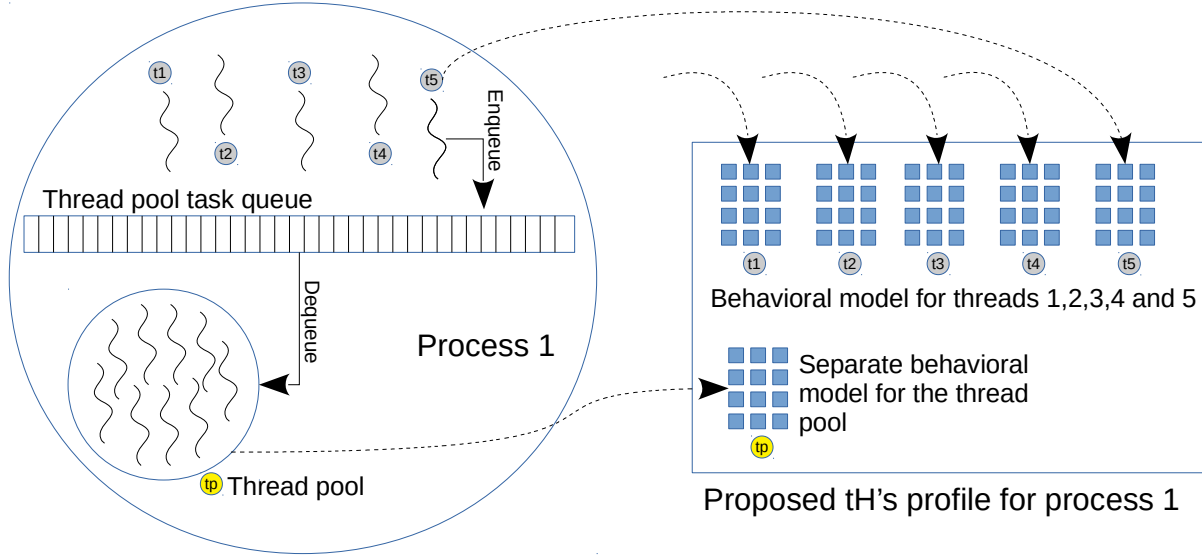 t1
t3
t5
t2
t4
Enqueue
Thread pool task queue
Dequeue
Process 1
tp
Thread pool
t1
t2
t3
t4
t5
Behavioral model for threads 1,2,3,4 and 5
Separate behavioral
model for the thread
pool
tp
Proposed tH's profile for process 1